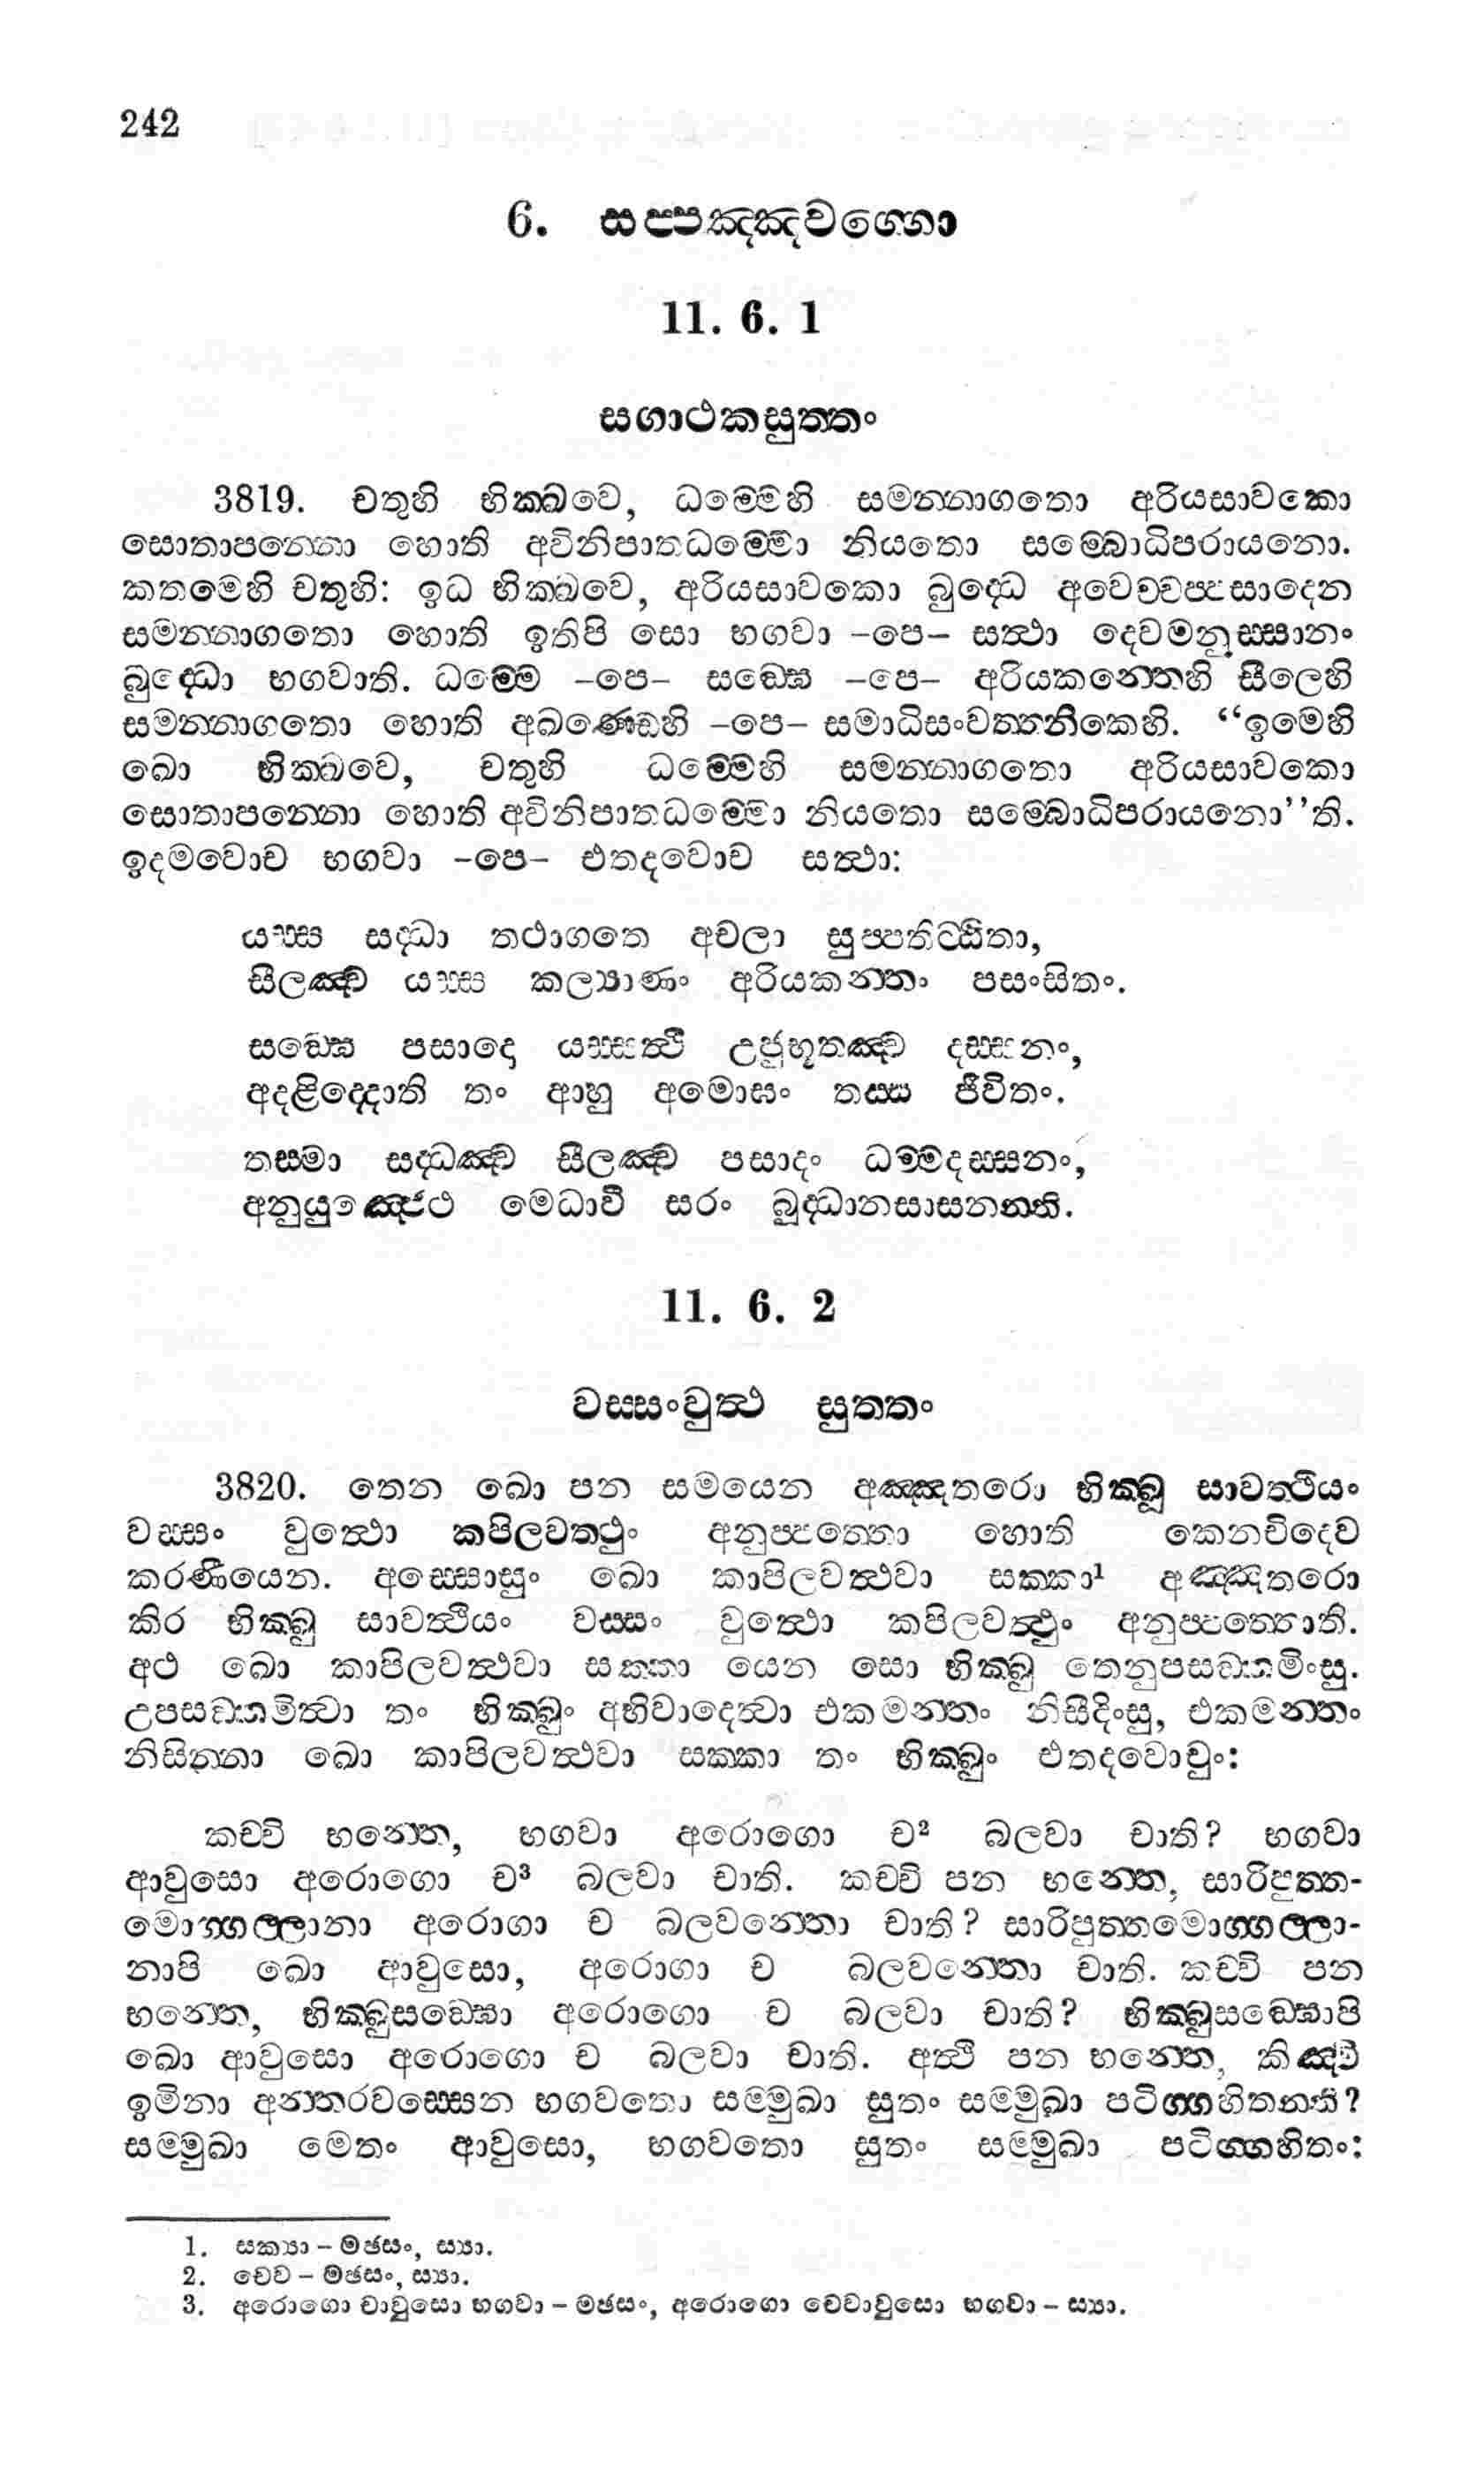 242
6. සප්පඤ්ඤවග්ගො
11. 6. 1
සගාථකසුත්තං
3819. චතුහි භික්ඛවෙ, ධම්මෙහි සමන්නාගතො අරියසාවකො
සොතාපන්නො හොති අවිනිපාතධම්මො නියතො සම්බොධිපරායනො.
කතමෙහි චතුහි: ඉධ භික්ඛවෙ, අරියසාවකො බුද්ධෙ අවෙච්චප්පසාදෙන
සමන්නාගතො හොති ඉතිපි සො භගවා –පෙ– සත්ථා දෙවමනුස්සානං
බුද්ධො භගවාති. ධම්මෙ –පෙ– සඞ්ඝෙ –පෙ– අරියකන්තෙහි සීලෙහි
සමන්නාගතො හොති අඛණ්ඩෙහි –පෙ– සමාධිසංවත්තනිකෙහි. “ඉමෙහි
ඛො භික්ඛවෙ, චතුහි ධම්මෙහි සමන්නාගතො අරියසාවකො
සොතාපන්නො හොති අවිනිපාතධම්මො නියතො සම්බොධිපරායනො’’ති.
ඉදමවොච භගවා –පෙ– එතදවොච සත්ථා:
යස්ස සද්ධා තථාගතෙ අචලා සුප්පතිට්ඨිතා,
සීලඤ්ච යස්ස කල්‍යාණං අරියකන්තං පසංසිතං.
සඞ්ඝෙ පසාදො යස්සත්ථි උජුභූතඤ්ච දස්සනං,
අදළිද්දොති තං ආහු අමොඝං තස්ස ජීවිතං.
තස්මා සද්ධඤ්ච සීලඤ්ච පසාදං ධම්මදස්සනං,
අනුයුඤ්ජෙථ මෙධාවී සරං බුද්ධානසාසනන්ති.
11. 6. 2
වස්සංවුත්ථ සුත්තං
3820. තෙන ඛො පන සමයෙන අඤ්ඤතරො භික්ඛු සාවත්ථියං
වස්සං වුත්ථො කපිලවත්ථුං අනුප්පත්තො හොති කෙනචිදෙව
කරණීයෙන. අස්සොසුං ඛො කාපිලවත්ථවා සක්කා¹ අඤ්ඤතරො
කිර භික්ඛු සාවත්ථියං වස්සං වුත්ථො කපිලවත්ථුං අනුප්පත්තොති.
අථ ඛො කාපිලවත්ථවා සක්කා යෙන සො භික්ඛු තෙනුපසඞ්කමිංසු.
උපසඞ්කමිත්වා තං භික්ඛුං අභිවාදෙත්වා එකමන්තං නිසීදිංසු, එකමන්තං
නිසින්නා ඛො කාපිලවත්ථවා සක්කා තං භික්ඛුං එතදවොචුං:
කච්චි භන්තෙ, භගවා අරොගො ච² බලවා චාති? භගවා
ආවුසො අරොගො ච³ බලවා චාති. කච්චි පන භන්තෙ, සාරිපුත්ත-
මොග්ගල්ලානා අරොගා ච බලවන්තො චාති? සාරිපුත්තමොග්ගල්ලා-
නාපි ඛො ආවුසො, අරොගා ච බලවන්තො චාති. කච්චි පන
භන්තෙ, භික්ඛුසඞ්ඝො අරොගො ච බලවා චාති? භික්ඛුසඞ්ඝොපි
ඛො ආවුසො අරොගො ච බලවා චාති. අත්ථි පන භන්තෙ, කිඤ්චි
ඉමිනා අන්තරවස්සෙන භගවතො සම්මුඛා සුතං සම්මුඛා පටිග්ගහිතන්ති?
සම්මුඛා මෙතං ආවුසො, භගවතො සුතං සම්මුඛා පටිග්ගහිතං:
1. සක්‍යා – මඡසං, ස්‍යා.
2. චෙව – මඡසං, ස්‍යා.
3. අරොගො චාවුසො භගවා – මඡසං, අරොගො චෙවාවුසො භගවා – ස්‍යා.